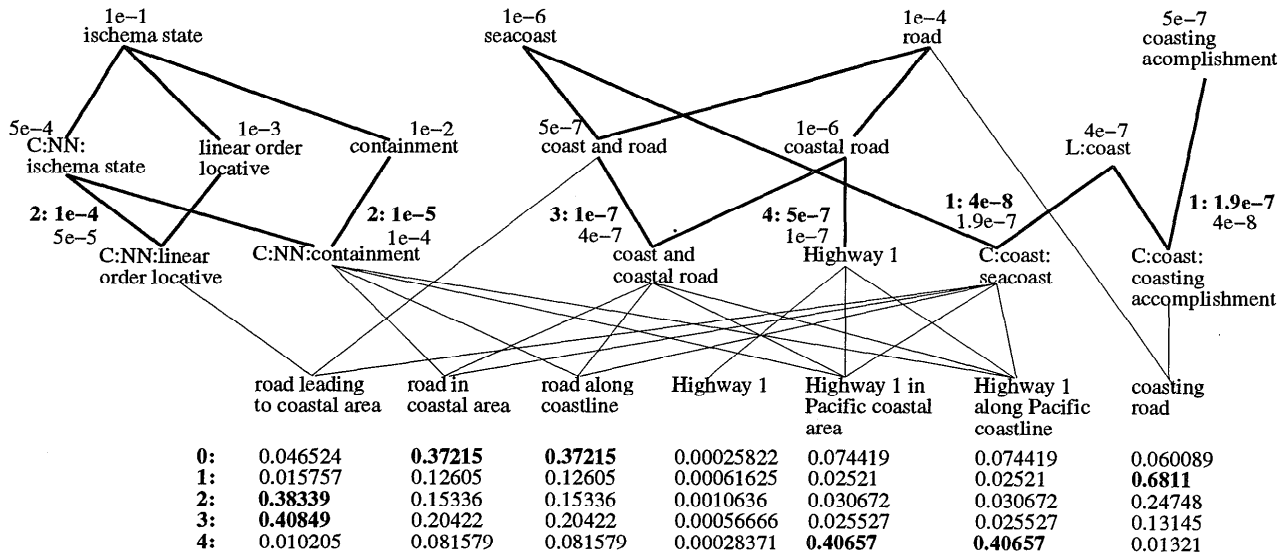 1e−1
ischema state
1e−6
seacoast
1e−4
road
5e−7
coasting
acomplishment
5e−4
C:NN:
ischema state
1e−3
linear order
locative
1e−2
containment
5e−7
coast and road
1e−6
coastal road
4e−7
L:coast
2: 1e−4
5e−5
C:NN:linear
order locative
2: 1e−5
1e−4
C:NN:containment
3: 1e−7
4e−7
coast and
coastal road
4: 5e−7
1e−7
Highway 1
1: 4e−8
1.9e−7
C:coast:
seacoast
1: 1.9e−7
4e−8
C:coast:
coasting
accomplishment
road leading
to coastal area
road in
coastal area
road along
coastline
Highway 1
Highway 1 in
Pacific coastal
area
Highway 1
along Pacific
coastline
coasting
road
0: 0.046524 0.37215 0.37215 0.00025822 0.074419 0.074419 0.060089
1: 0.015757 0.12605 0.12605 0.00061625 0.02521 0.02521 0.6811
2: 0.38339 0.15336 0.15336 0.0010636 0.030672 0.030672 0.24748
3: 0.40849 0.20422 0.20422 0.00056666 0.025527 0.025527 0.13145
4: 0.010205 0.081579 0.081579 0.00028371 0.40657 0.40657 0.01321